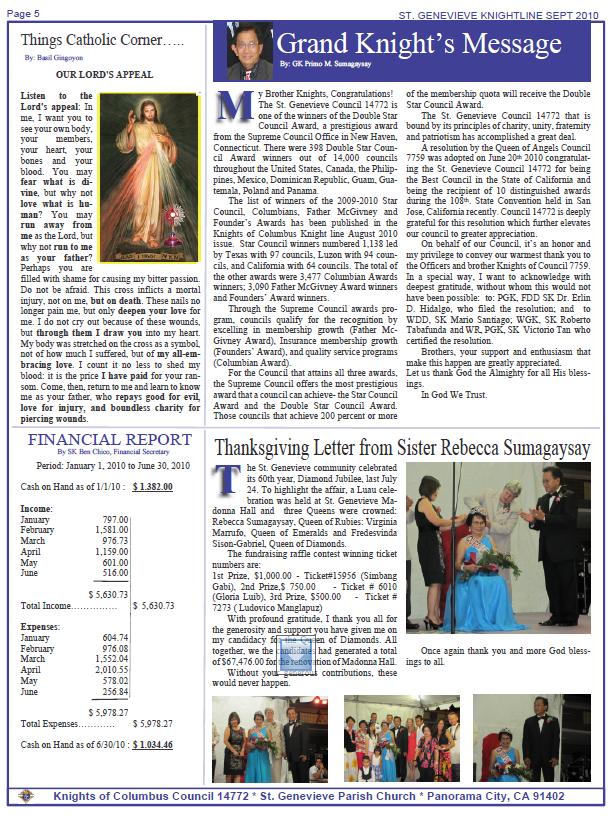 Page 5
ST. GENEVIEVE KNIGHTLINE SEPT 2010
Things Catholic Corner…..
By: Basil Gingoyon
OUR LORD'S APPEAL
Listen to the
Lord's appeal: In
me, I want you to
see your own body,
your members,
your heart, your
bones and your
blood. You may
fear what is di-
vine, but why not
love what is hu-
man? You may
run away from
me as the Lord, but
why not run to me
as your father?
Perhaps you are
filled with shame for causing my bitter passion.
Do not be afraid. This cross inflicts a mortal
injury, not on me, but on death. These nails no
longer pain me, but only deepen your love for
me. I do not cry out because of these wounds,
but through them I draw you into my heart.
My body was stretched on the cross as a symbol,
not of how much I suffered, but of my all-em-
bracing love. I count it no less to shed my
blood: it is the price I have paid for your ran-
som. Come, then, return to me and learn to know
me as your father, who repays good for evil,
love for injury, and boundless charity for
piercing wounds.
Grand Knight's Message
By: GK Primo M. Sumagaysay
My Brother Knights, Congratulations!
The St. Genevieve Council 14772 is
one of the winners of the Double Star
Council Award, a prestigious award
from the Supreme Council Office in New Haven,
Connecticut. There were 398 Double Star Coun-
cil Award winners out of 14,000 councils
throughout the United States, Canada, the Philip-
pines, Mexico, Dominican Republic, Guam, Gua-
temala, Poland and Panama.
The list of winners of the 2009-2010 Star
Council, Columbians, Father McGivney and
Founder's Awards has been published in the
Knights of Columbus Knight line August 2010
issue. Star Council winners numbered 1,138 led
by Texas with 97 councils, Luzon with 94 coun-
cils, and California with 64 councils. The total of
the other awards were 3,477 Columbian Awards
winners; 3,090 Father McGivney Award winners
and Founders' Award winners.
Through the Supreme Council awards pro-
gram, councils qualify for the recognition by
excelling in membership growth (Father Mc-
Givney Award), Insurance membership growth
(Founders' Award), and quality service programs
(Columbian Award).
For the Council that attains all three awards,
the Supreme Council offers the most prestigious
award that a council can achieve- the Star Council
Award and the Double Star Council Award.
Those councils that achieve 200 percent or more
of the membership quota will receive the Double
Star Council Award.
The St. Genevieve Council 14772 that is
bound by its principles of charity, unity, fraternity
and patriotism has accomplished a great deal.
A resolution by the Queen of Angels Council
7759 was adopted on June 20th 2010 congratulat-
ing the St. Genevieve Council 14772 for being
the Best Council in the State of California and
being the recipient of 10 distinguished awards
during the 108th. State Convention held in San
Jose, California recently. Council 14772 is deeply
grateful for this resolution which further elevates
our council to greater appreciation.
On behalf of our Council, it's an honor and
my privilege to convey our warmest thank you to
the Officers and brother Knights of Council 7759.
In a special way, I want to acknowledge with
deepest gratitude, without whom this would not
have been possible: to: PGK, FDD SK Dr. Erlin
D. Hidalgo, who filed the resolution; and to
WDD, SK Mario Santiago; WGK, SK Roberto
Tabafunda and WR, PGK, SK Victorio Tan who
certified the resolution.
Brothers, your support and enthusiasm that
make this happen are greatly appreciated.
Let us thank God the Almighty for all His bless-
ings.
In God We Trust.
FINANCIAL REPORT
By SK Ben Chico, Financial Secretary
Period: January 1, 2010 to June 30, 2010
Cash on Hand as of 1/1/10 : $ 1.382.00
Income:
January 797.00
February 1,581.00
March 976.73
April 1,159.00
May 601.00
June 516.00
$ 5,630.73
Total Income…………… $ 5,630.73
Expenses:
January 604.74
February 976.08
March 1,552.04
April 2,010.55
May 578.02
June 256.84
$ 5,978.27
Total Expenses………… $ 5,978.27
Cash on Hand as of 6/30/10 : $ 1.034.46
Thanksgiving Letter from Sister Rebecca Sumagaysay
The St. Genevieve community celebrated
its 60th year, Diamond Jubilee, last July
24. To highlight the affair, a Luau cele-
bration was held at St. Genevieve Ma-
donna Hall and three Queens were crowned:
Rebecca Sumagaysay, Queen of Rubies: Virginia
Marrufo, Queen of Emeralds and Fredesvinda
Sison-Gabriel, Queen of Diamonds.
The fundraising raffle contest winning ticket
numbers are:
1st Prize, $1,000.00 - Ticket#15956 (Simbang
Gabi), 2nd Prize,$ 750.00 - Ticket # 6010
(Gloria Luib), 3rd Prize, $500.00 - Ticket #
7273 ( Ludovico Manglapuz)
With profound gratitude, I thank you all for
the generosity and support you have given me on
my candidacy for the Queen of Diamonds. All
together, we the candidates had generated a total
of $67,476.00 for the renovation of Madonna Hall.
Without your generous contributions, these
would never happen.
Once again thank you and more God bless-
ings to all.
Knights of Columbus Council 14772 * St. Genevieve Parish Church * Panorama City, CA 91402